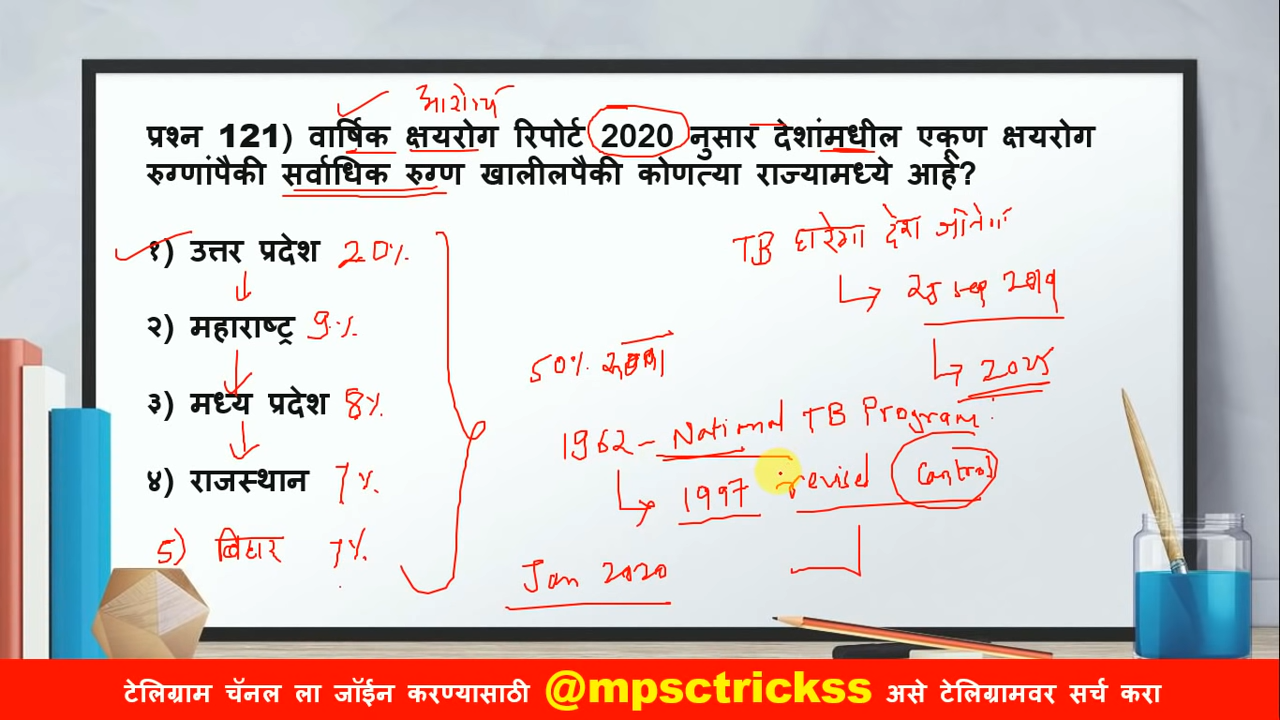 आरोग्य
प्रश्न 121) वार्षिक क्षयरोग रिपोर्ट 2020 नुसार देशांमधील एकूण क्षयरोग
रुग्णांपैकी सर्वाधिक रुग्ण खालीलपैकी कोणत्या राज्यामध्ये आहे?
१) उत्तर प्रदेश 20%
२) महाराष्ट्र 9%
३) मध्य प्रदेश 8%
४) राजस्थान 7%
5) बिहार 7%
TB हारेगा देश जीतेगा
25 sep 2019
2025
50%
1962 - National TB Program
1997 revised Control
Jan 2020
टेलिग्राम चॅनल ला जॉईन करण्यासाठी @mpsctrickss असे टेलिग्रामवर सर्च करा